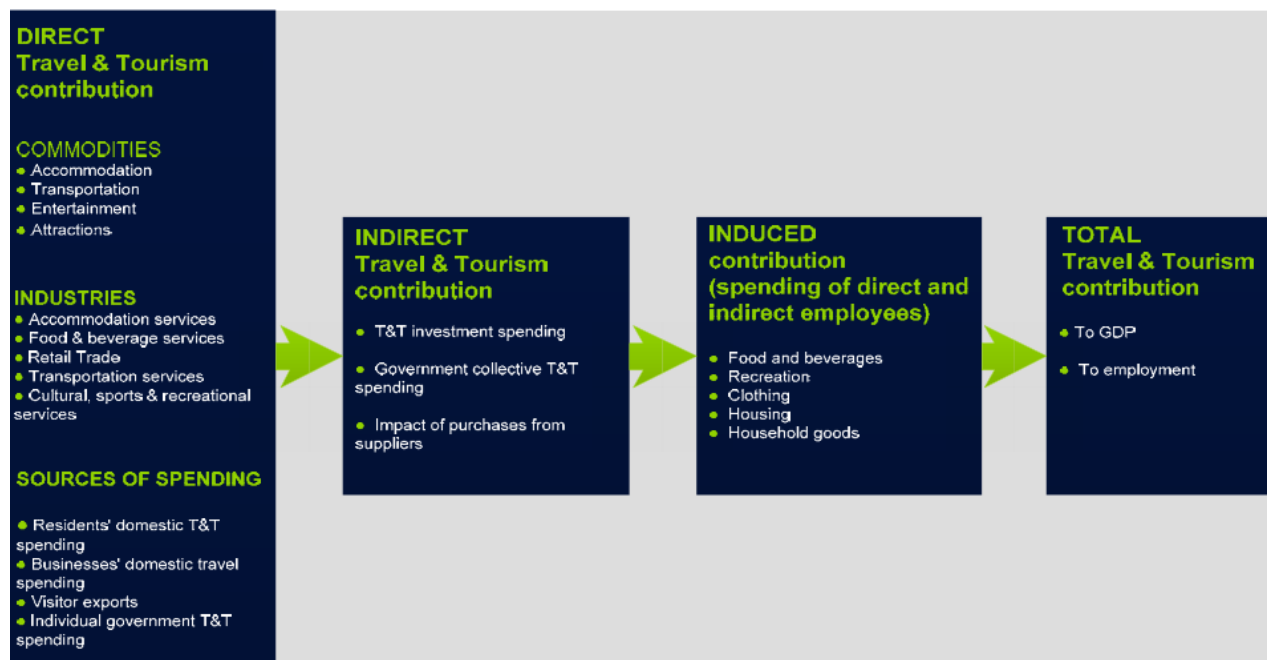 DIRECT
Travel & Tourism
contribution
COMMODITIES
• Accommodation
• Transportation
• Entertainment
• Attractions
INDUSTRIES
• Accommodation services
• Food & beverage services
• Retail Trade
• Transportation services
• Cultural, sports & recreational
services
SOURCES OF SPENDING
• Residents' domestic T&T
spending
• Businesses' domestic travel
spending
• Visitor exports
• Individual government T&T
spending
INDIRECT
Travel & Tourism
contribution
• T&T investment spending
• Government collective T&T
spending
• Impact of purchases from
suppliers
INDUCED
contribution
(spending of direct and
indirect employees)
• Food and beverages
• Recreation
• Clothing
• Housing
• Household goods
TOTAL
Travel & Tourism
contribution
• To GDP
• To employment